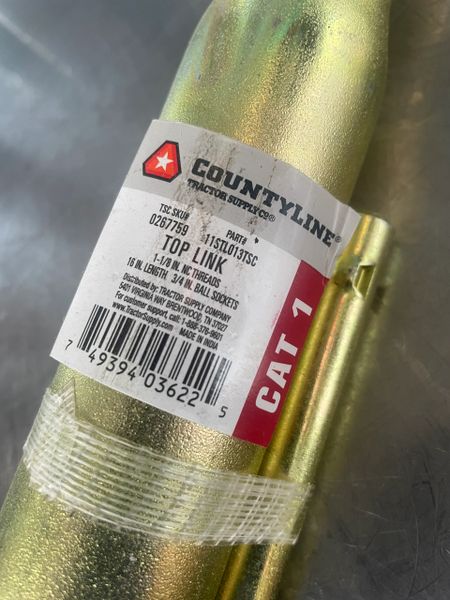 COUNTYLINE®
TRACTOR SUPPLY CO®
TSC SKU# PART#
0267759 11STL013TSC
TOP LINK
1-1/8 IN. NC THREADS
16 IN. LENGTH 3/4 IN. BALL SOCKETS
Distributed by: TRACTOR SUPPLY COMPANY
5401 VIRGINIA WAY BRENTWOOD, TN 37027
For customer support, call: 1-888-376-9601
www.TractorSupply.com MADE IN INDIA
7 49394 03622 5
CAT 1